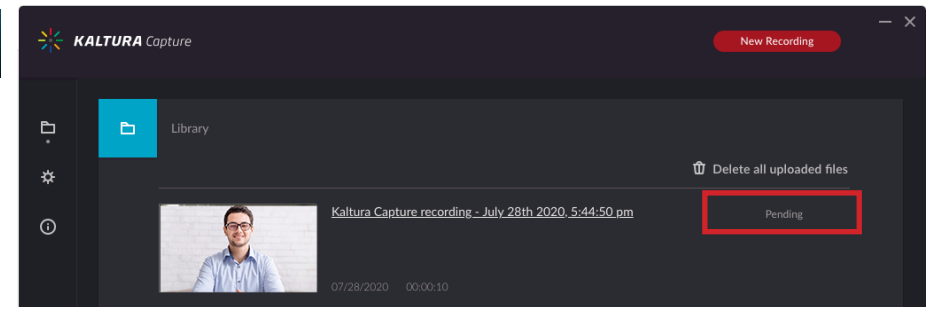 KALTURA Capture
New Recording
Library
Delete all uploaded files
Kaltura Capture recording - July 28th 2020, 5:44:50 pm
Pending
07/28/2020 00:00:10